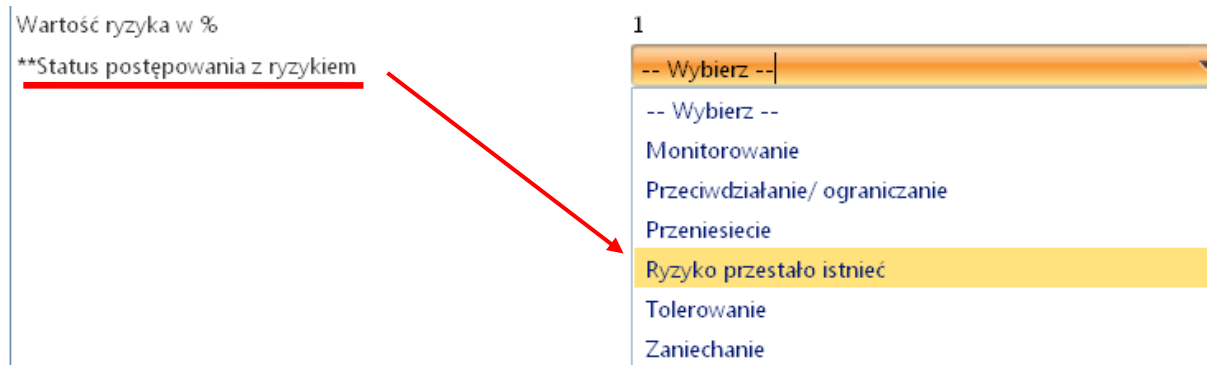 Wartość ryzyka w % 1
**Status postępowania z ryzykiem -- Wybierz --
-- Wybierz --
Monitorowanie
Przeciwdziałanie/ ograniczanie
Przeniesiecie
Ryzyko przestało istnieć
Tolerowanie
Zaniechanie